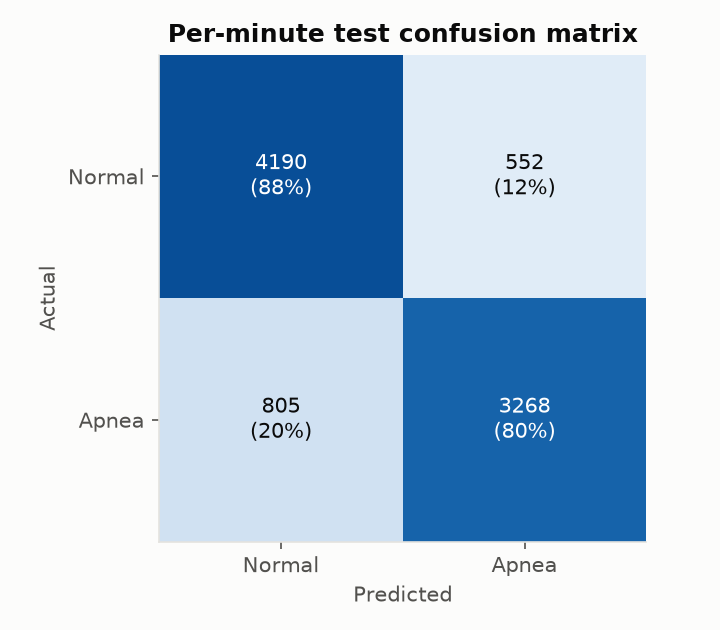 Per-minute test confusion matrix
Normal
4190
(88%)
552
(12%)
Actual
Apnea
805
(20%)
3268
(80%)
Normal
Apnea
Predicted